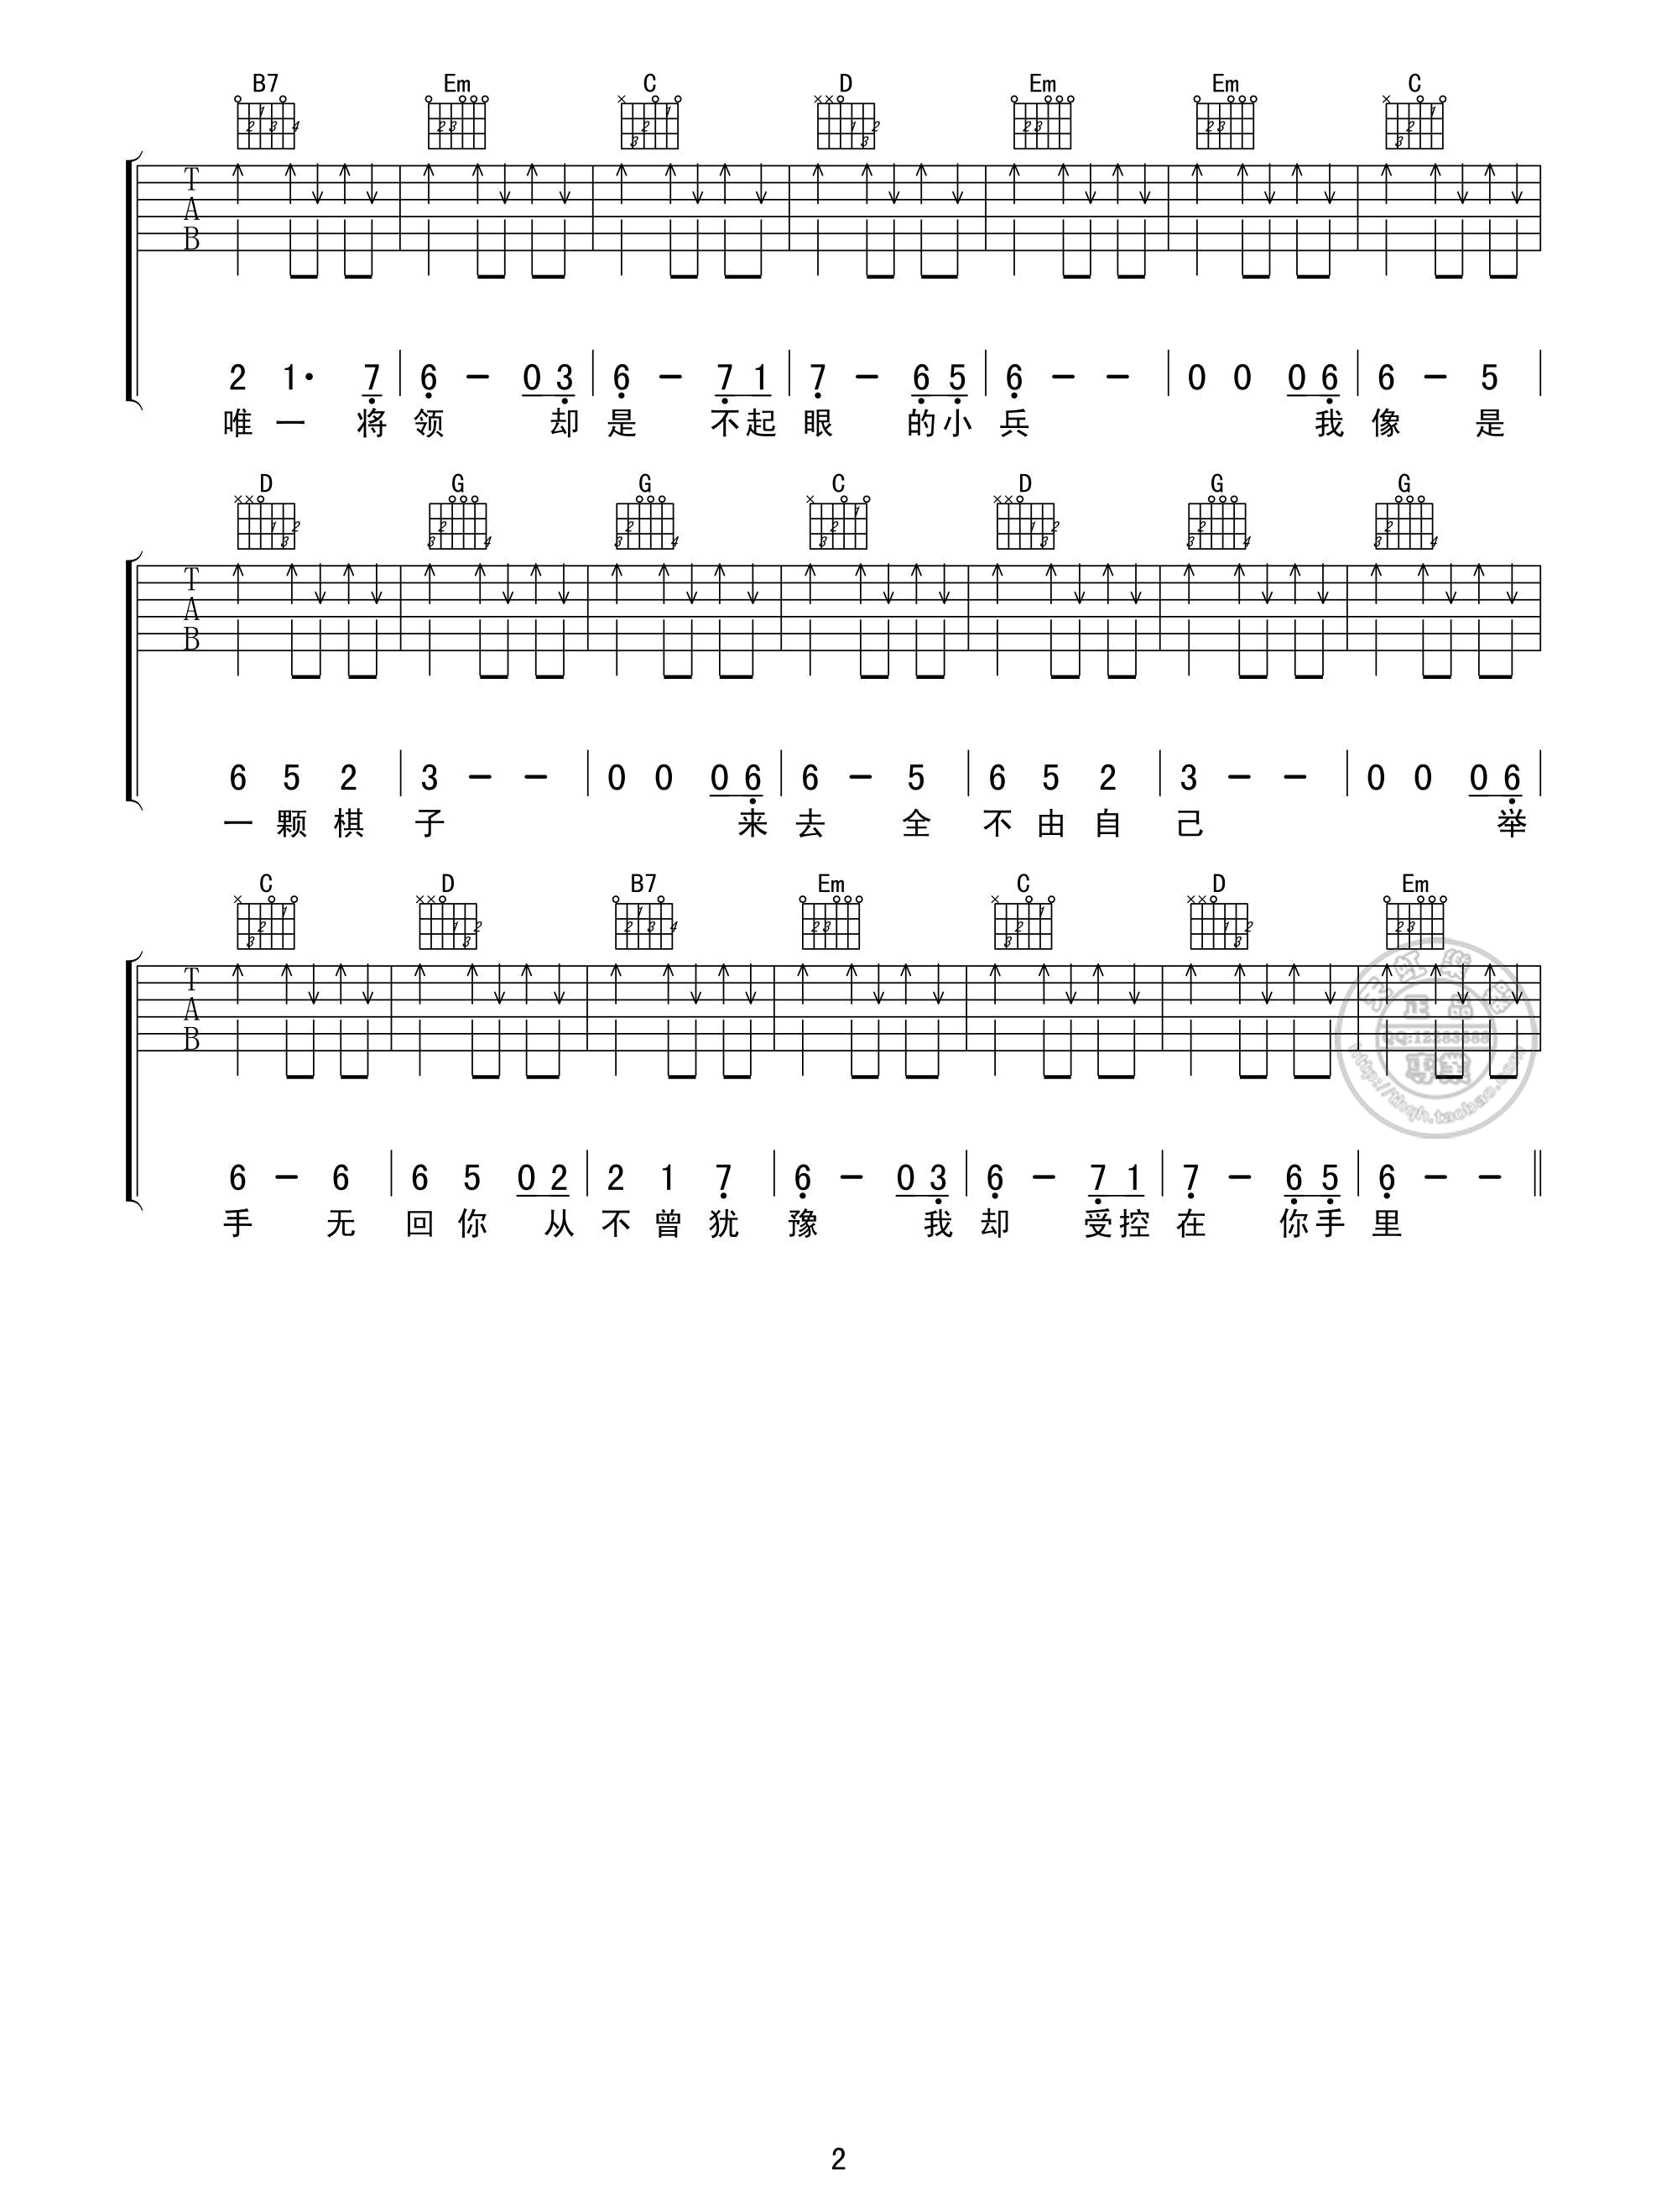 B7 Em C D Em Em C
T
A
B
2 1· 7 | 6 – 0 3 | 6 – 7 1 | 7 – 6 5 | 6 – – | 0 0 0 6 | 6 – 5 |
唯 一 将 领 却 是 不 起 眼 的 小 兵 我 像 是
D G G C D G G
T
A
B
6 5 2 | 3 – – | 0 0 0 6 | 6 – 5 | 6 5 2 | 3 – – | 0 0 0 6 |
一 颗 棋 子 来 去 全 不 由 自 己 举
C D B7 Em C D Em
T
A
B
6 – 6 | 6 5 0 2 | 2 1 7 | 6 – 0 3 | 6 – 7 1 | 7 – 6 5 | 6 – – ||
手 无 回 你 从 不 曾 犹 豫 我 却 受 控 在 你 手 里
正 品
2